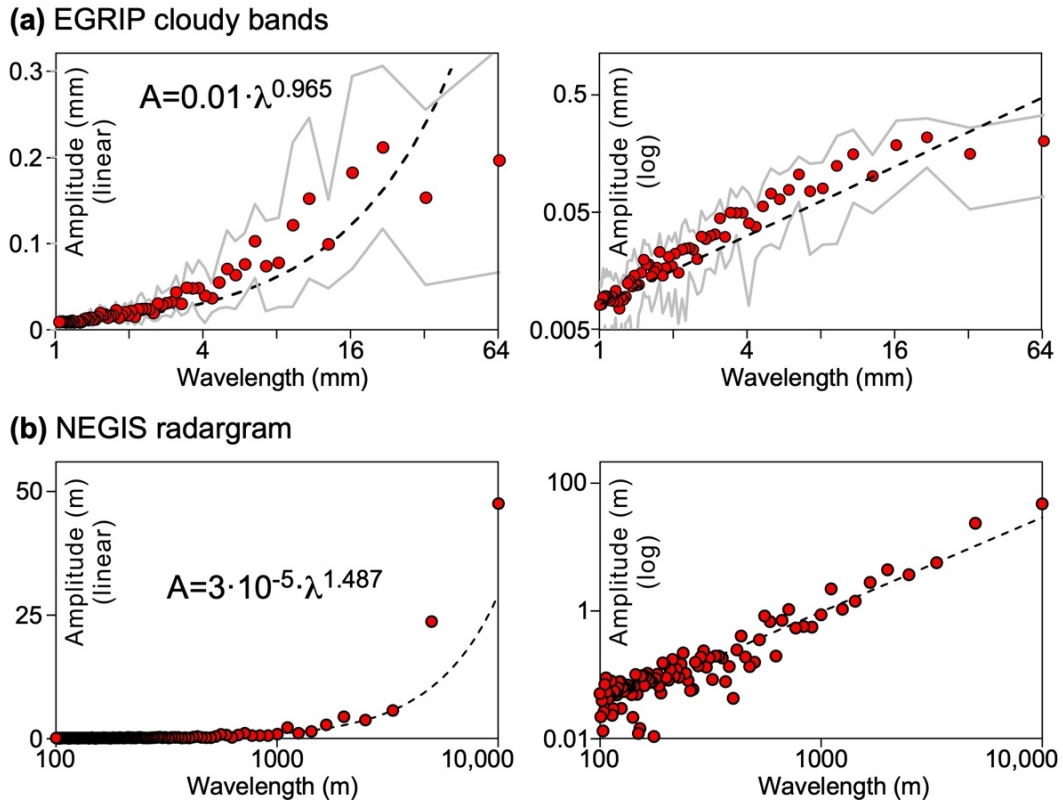 (a) EGRIP cloudy bands
0.3
0.2
0.1
0
Amplitude (mm)
(linear)
A=0.01·λ^0.965
1 4 16 64
Wavelength (mm)
0.5
0.05
0.005
Amplitude (mm)
(log)
1 4 16 64
Wavelength (mm)
(b) NEGIS radargram
50
25
0
Amplitude (m)
(linear)
A=3·10^-5·λ^1.487
100 1000 10,000
Wavelength (m)
100
1
0.01
Amplitude (m)
(log)
100 1000 10,000
Wavelength (m)